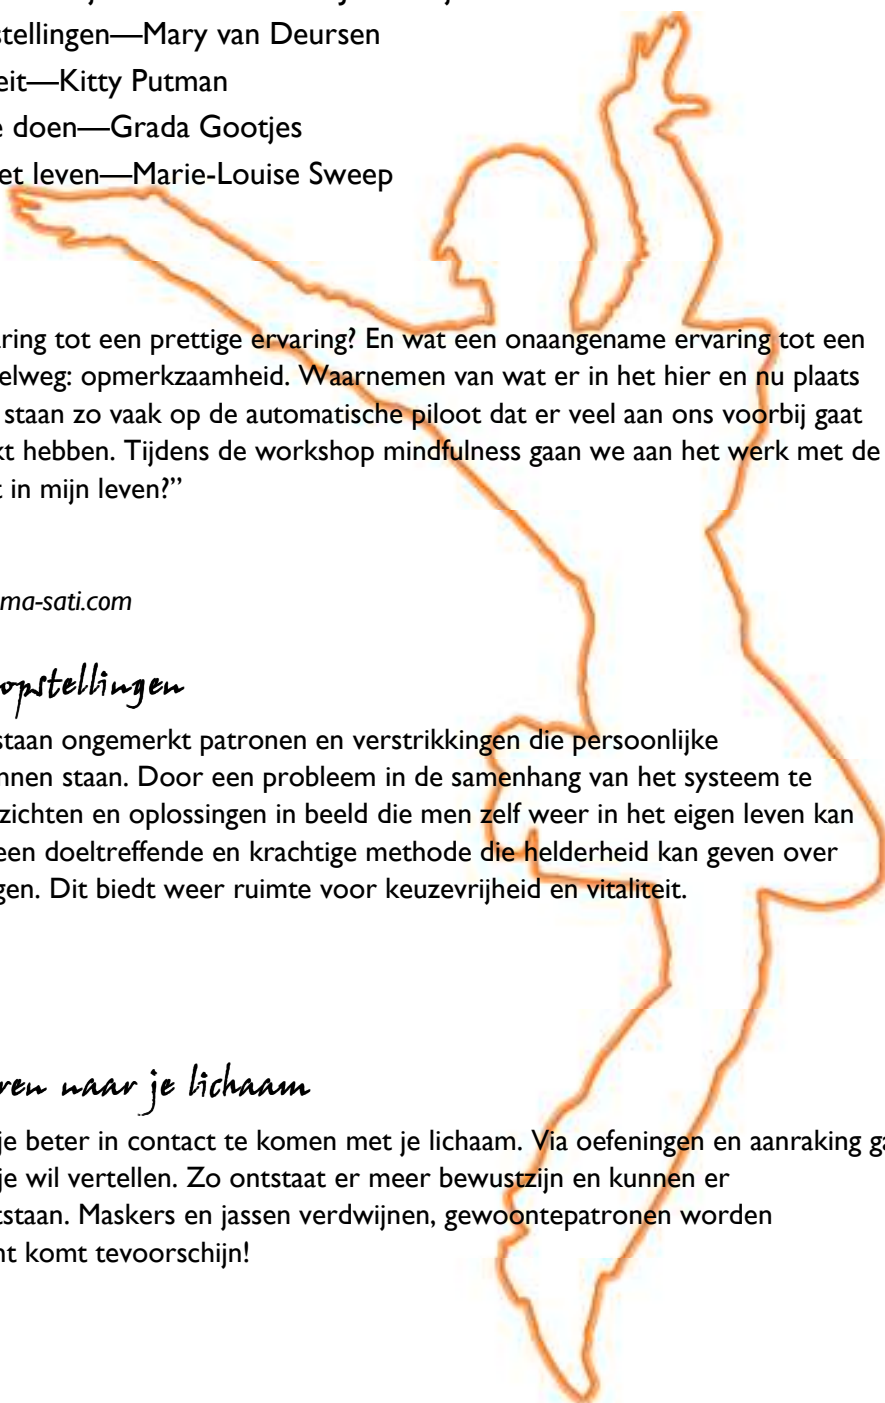 stellingen—Mary van Deursen
eit—Kitty Putman
e doen—Grada Gootjes
et leven—Marie-Louise Sweep
ring tot een prettige ervaring? En wat een onaangename ervaring tot een
elweg: opmerkzaamheid. Waarnemen van wat er in het hier en nu plaats
staan zo vaak op de automatische piloot dat er veel aan ons voorbij gaat
kt hebben. Tijdens de workshop mindfulness gaan we aan het werk met de
t in mijn leven?”
ma-sati.com
opstellingen
staan ongemerkt patronen en verstrikkingen die persoonlijke
nnen staan. Door een probleem in de samenhang van het systeem te
zichten en oplossingen in beeld die men zelf weer in het eigen leven kan
een doeltreffende en krachtige methode die helderheid kan geven over
gen. Dit biedt weer ruimte voor keuzevrijheid en vitaliteit.
ren naar je lichaam
je beter in contact te komen met je lichaam. Via oefeningen en aanraking ga
je wil vertellen. Zo ontstaat er meer bewustzijn en kunnen er
tstaan. Maskers en jassen verdwijnen, gewoontepatronen worden
nt komt tevoorschijn!